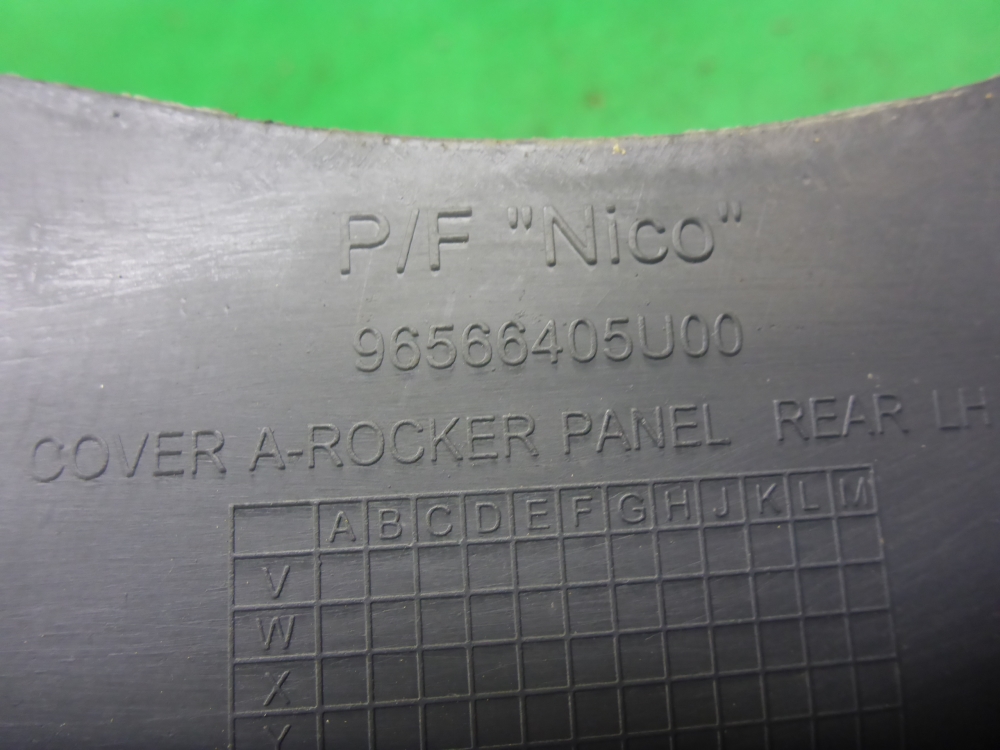 P/F "Nico"
96566405U00
COVER A-ROCKER PANEL REAR LH
A B C D E F G H J K L M
V
W
X
Y